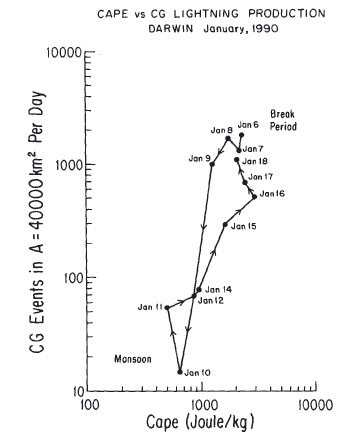 CAPE vs CG LIGHTNING PRODUCTION
DARWIN January, 1990
CG Events in A = 40000 km² Per Day
10000
1000
100
10
Jan 6
Break
Period
Jan 8
Jan 7
Jan 9
Jan 18
Jan 17
Jan 16
Jan 15
Jan 14
Jan 11
Jan 12
Monsoon
Jan 10
100
1000
10000
Cape (Joule/kg)